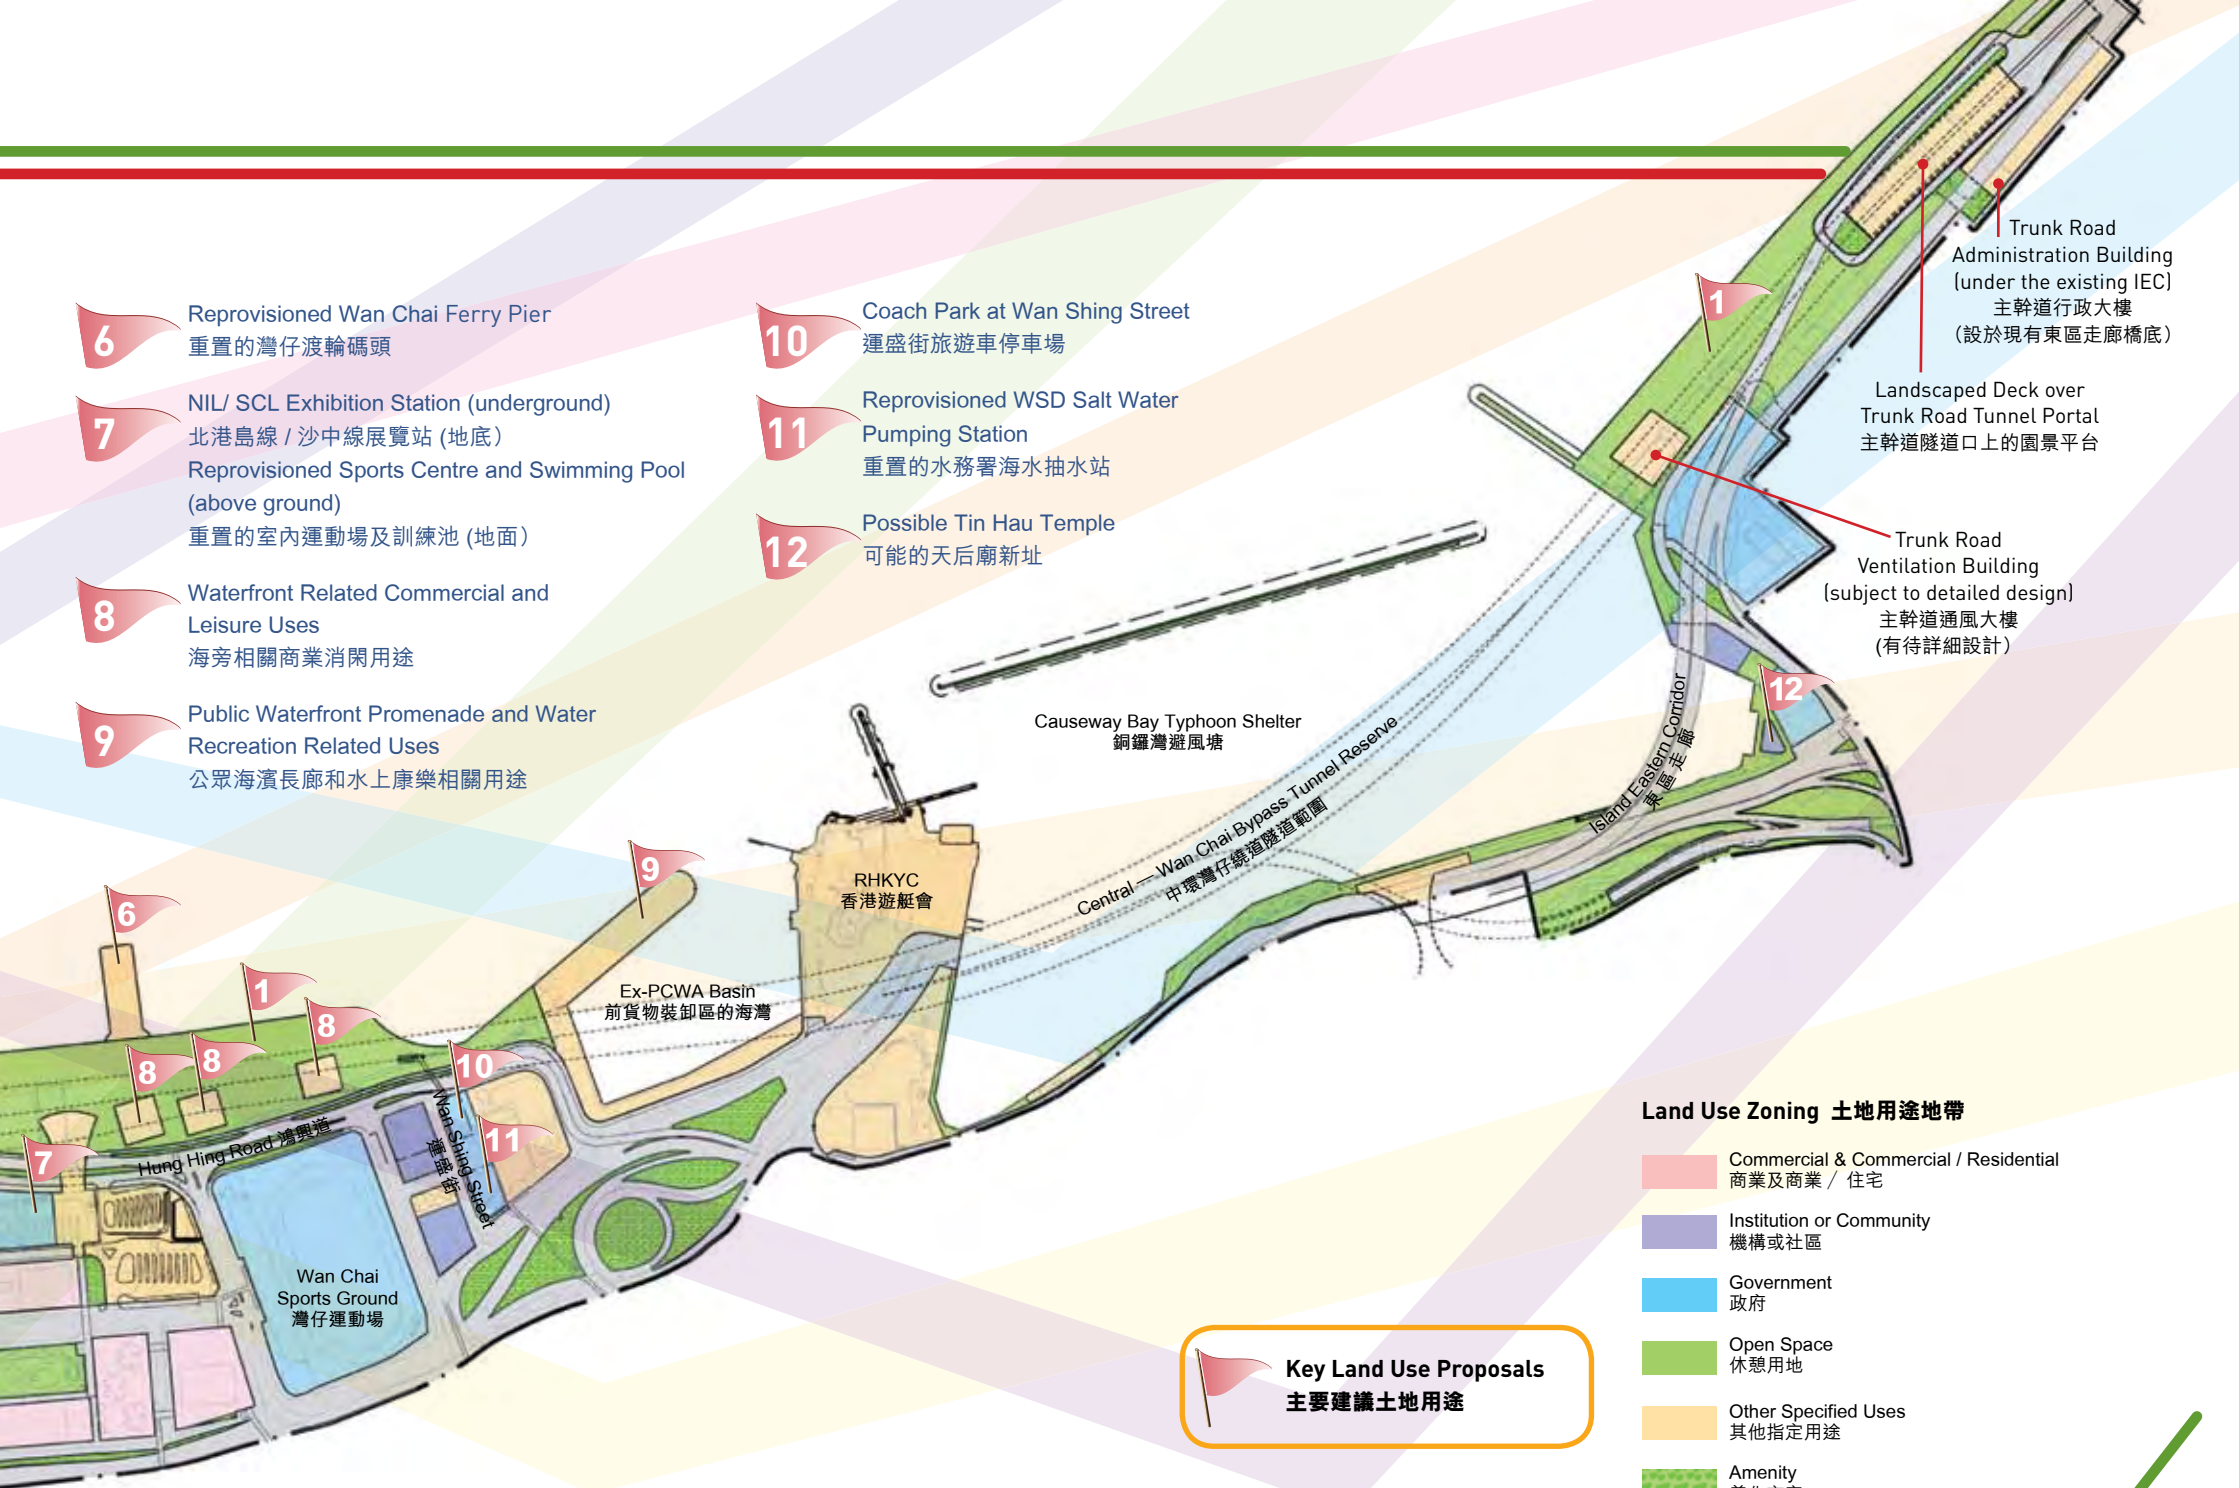 6
Reprovisioned Wan Chai Ferry Pier
重置的灣仔渡輪碼頭
7
NIL/ SCL Exhibition Station (underground)
北港島線 / 沙中線展覽站 (地底）
Reprovisioned Sports Centre and Swimming Pool
(above ground)
重置的室內運動場及訓練池 (地面）
8
Waterfront Related Commercial and
Leisure Uses
海旁相關商業消閑用途
9
Public Waterfront Promenade and Water
Recreation Related Uses
公眾海濱長廊和水上康樂相關用途
10
Coach Park at Wan Shing Street
運盛街旅遊車停車場
11
Reprovisioned WSD Salt Water
Pumping Station
重置的水務署海水抽水站
12
Possible Tin Hau Temple
可能的天后廟新址
Trunk Road
Administration Building
(under the existing IEC)
主幹道行政大樓
（設於現有東區走廊橋底）
Landscaped Deck over
Trunk Road Tunnel Portal
主幹道隧道口上的園景平台
Trunk Road
Ventilation Building
(subject to detailed design)
主幹道通風大樓
(有待詳細設計）
1
12
Island Eastern Corridor
東區走廊
Causeway Bay Typhoon Shelter
銅鑼灣避風塘
Central — Wan Chai Bypass Tunnel Reserve
中環灣仔繞道隧道範圍
RHKYC
香港遊艇會
9
6
1
8
8
8
Ex-PCWA Basin
前貨物裝卸區的海灣
10
11
7
Hung Hing Road 鴻興道
Wan Shing Street
運盛街
Wan Chai
Sports Ground
灣仔運動場
Key Land Use Proposals
主要建議土地用途
Land Use Zoning 土地用途地帶
Commercial & Commercial / Residential
商業及商業 / 住宅
Institution or Community
機構或社區
Government
政府
Open Space
休憩用地
Other Specified Uses
其他指定用途
Amenity